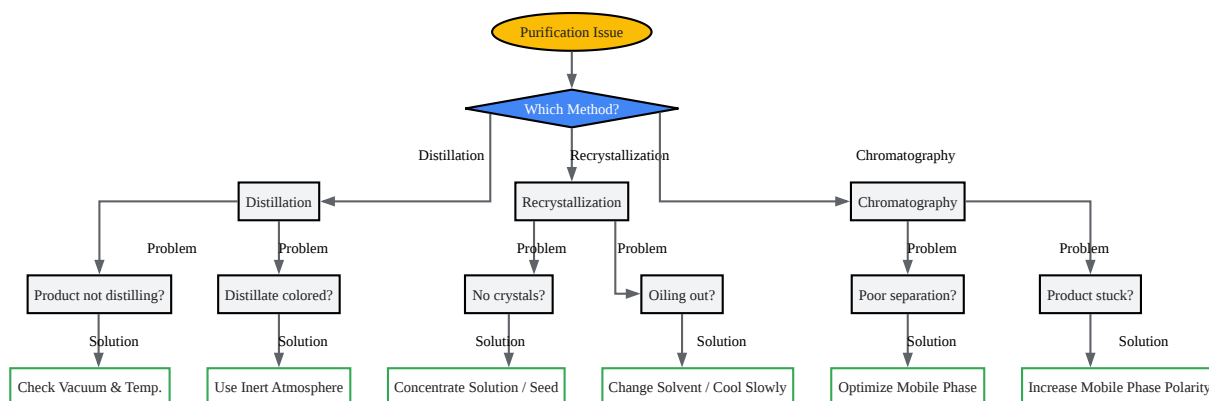 Purification Issue
Which Method?
Distillation
Recrystallization
Chromatography
Distillation
Recrystallization
Chromatography
Problem
Problem
Problem
Problem
Problem
Problem
Product not distilling?
Distillate colored?
No crystals?
Oiling out?
Poor separation?
Product stuck?
Solution
Solution
Solution
Solution
Solution
Solution
Check Vacuum & Temp.
Use Inert Atmosphere
Concentrate Solution / Seed
Change Solvent / Cool Slowly
Optimize Mobile Phase
Increase Mobile Phase Polarity